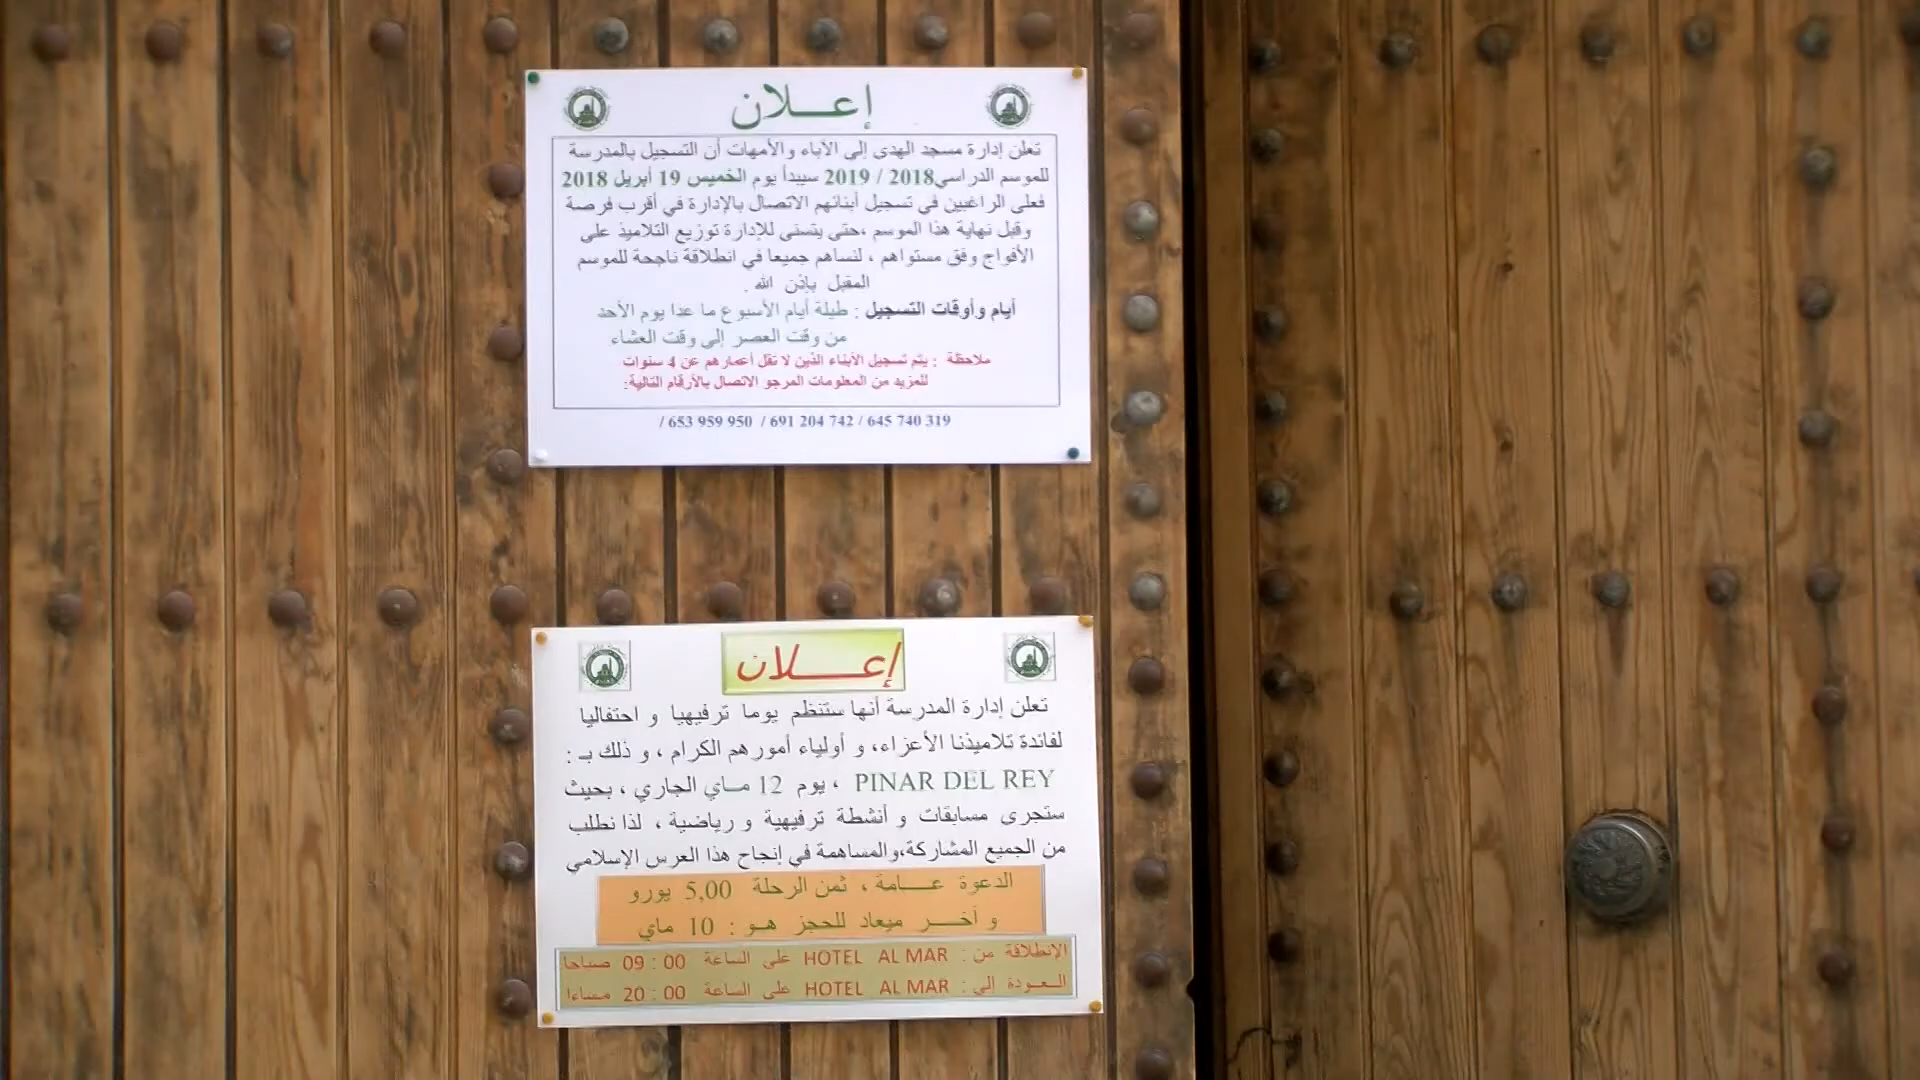 إعـــلان
تعلن إدارة مسجد الهدى إلى الآباء والأمهات أن التسجيل بالمدرسة
للموسم الدراسي2018 / 2019 سيبدأ يوم الخميس 19 أبريل 2018
فعلى الراغبين في تسجيل أبنائهم الاتصال بالإدارة في أقرب فرصة
وقبل نهاية هذا الموسم ،حتى يتسنى للإدارة توزيع التلاميذ على
الأفواج وفق مستواهم ، لنساهم جميعا في انطلاقة ناجحة للموسم
المقبل بإذن الله .
أيام وأوقات التسجيل : طيلة أيام الأسبوع ما عدا يوم الأحد
من وقت العصر إلى وقت العشاء
ملاحظة : يتم تسجيل الأبناء الذين لا تقل أعمارهم عن 4 سنوات
للمزيد من المعلومات المرجو الاتصال بالأرقام التالية:
/ 653 959 950 / 691 204 742 / 645 740 319
إعـــلان
تعلن إدارة المدرسة أنها ستنظم يوما ترفيهيا و احتفاليا
لفائدة تلاميذنا الأعزاء، و أولياء أمورهم الكرام ، و ذلك بـ :
PINAR DEL REY ، يوم 12 مـاي الجاري ، بحيث
ستجرى مسابقات و أنشطة ترفيهية و رياضية ، لذا نطلب
من الجميع المشاركة،والمساهمة في إنجاح هذا العرس الإسلامي
الدعوة عـــامة ، ثمن الرحلة 5,00 يورو
و آخـــر ميعاد للحجز هـو : 10 ماي
الإنطلاقة من : HOTEL AL MAR على الساعة 09 : 00 صباحا
العـودة إلى : HOTEL AL MAR على الساعة 20 : 00 مساءا